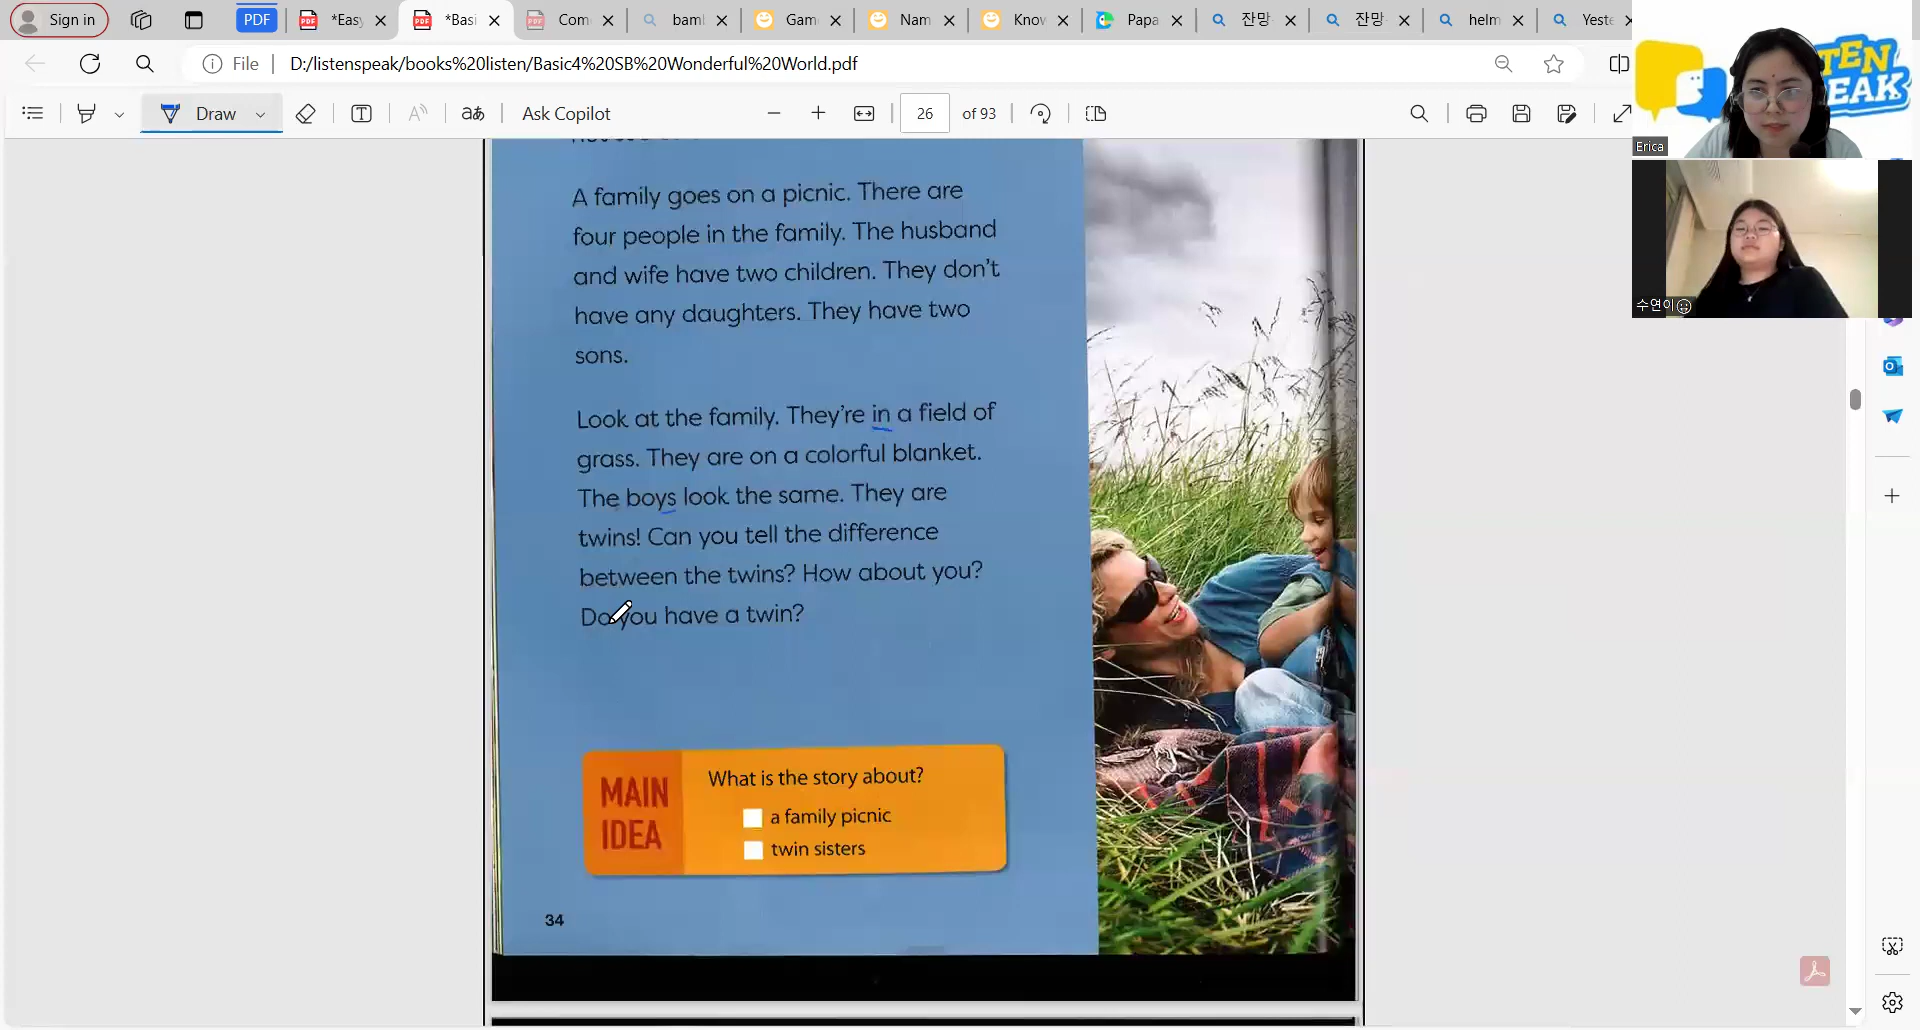 Sign in
PDF
*Easy
*Basi
Com
baml
Game
Nam
Know
Papa
잔망
잔망
helm
Yeste
File
D:/listenspeak/books%20listen/Basic4%20SB%20Wonderful%20World.pdf
Draw
Ask Copilot
26
of 93
Erica
수연이
A family goes on a picnic. There are
four people in the family. The husband
and wife have two children. They don't
have any daughters. They have two
sons.
Look at the family. They're in a field of
grass. They are on a colorful blanket.
The boys look the same. They are
twins! Can you tell the difference
between the twins? How about you?
Do you have a twin?
MAIN
IDEA
What is the story about?
a family picnic
twin sisters
34